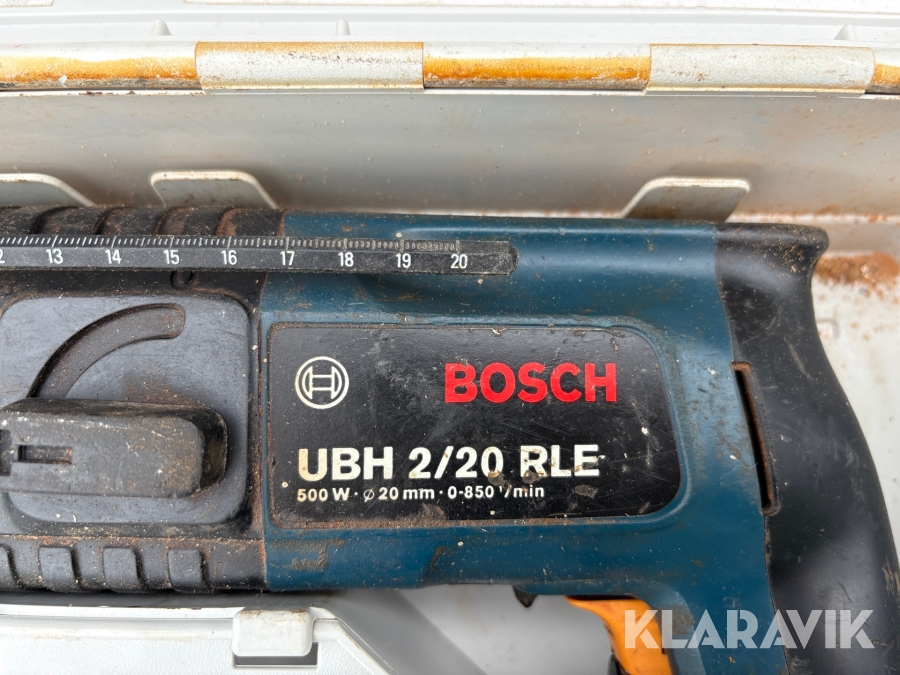 13 14 15 16 17 18 19 20
BOSCH
UBH 2/20 RLE
500 W · ⌀ 20 mm · 0-850 ¹/min
KLARAVIK